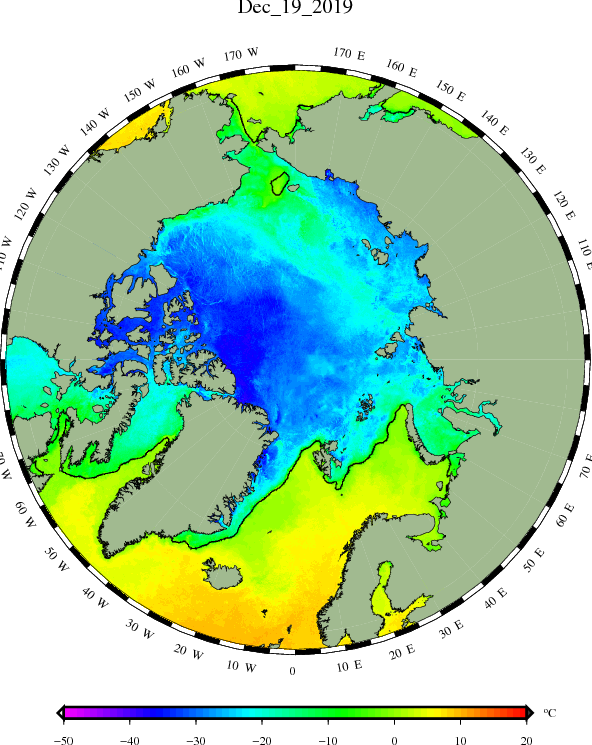 Dec_19_2019
170 W
170 E
160 W
160 E
150 W
150 E
140 W
140 E
130 W
130 E
120 W
120 E
110 E
70 E
60 W
60 E
50 W
50 E
40 W
40 E
30 W
30 E
20 W
20 E
10 W
10 E
0
°C
−50 −40 −30 −20 −10 0 10 20